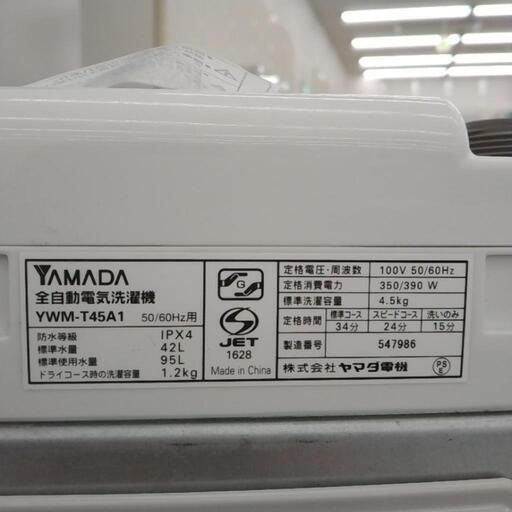 YAMADA
全自動電気洗濯機
YWM-T45A1 50/60Hz用
防水等級 IPX4
標準水量 42L
標準使用水量 95L
ドライコース時の洗濯容量 1.2kg
G
S
JET
1628
Made in China
定格電圧・周波数 100V 50/60Hz
定格消費電力 350/390 W
標準洗濯容量 4.5kg
定格時間 標準コース スピードコース 洗いのみ
34分 24分 15分
製造番号 547986
株式会社 ヤマダ電機
PS
E